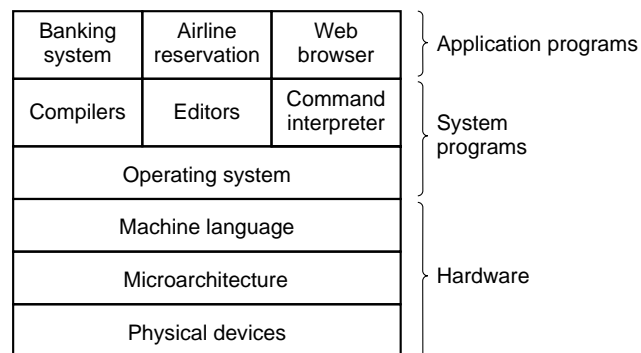 Banking system
Airline reservation
Web browser
Application programs
Compilers
Editors
Command interpreter
System programs
Operating system
Machine language
Microarchitecture
Hardware
Physical devices